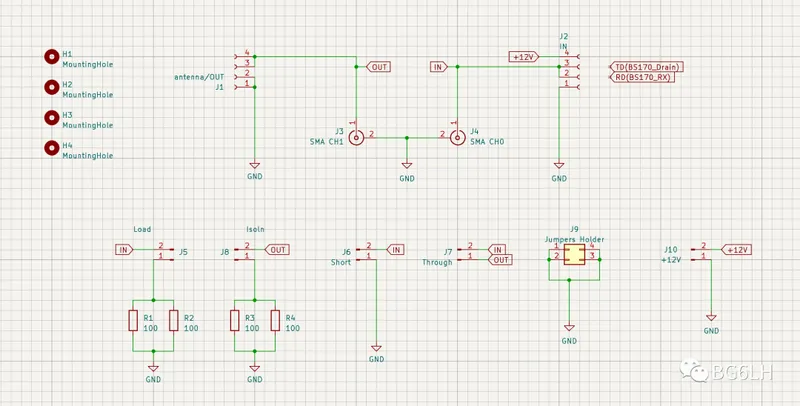 H1
MountingHole
H2
MountingHole
H3
MountingHole
H4
MountingHole
4
3
2
1
antenna/OUT
J1
GND
OUT
1
J3
2
SMA CH1
GND
IN
1
2
J4
SMA CH0
J2
IN
+12V
4
3
2
1
TD(BS170_Drain)
RD(BS170_RX)
GND
Load
IN
2
1
J5
R1
100
R2
100
GND
Isoln
J8
2
1
OUT
R3
100
R4
100
GND
J6
Short
2
1
IN
GND
J7
Through
2
1
IN
OUT
J9
Jumpers Holder
1
2
4
3
GND
J10
+12V
2
1
+12V
GND
BG6LH